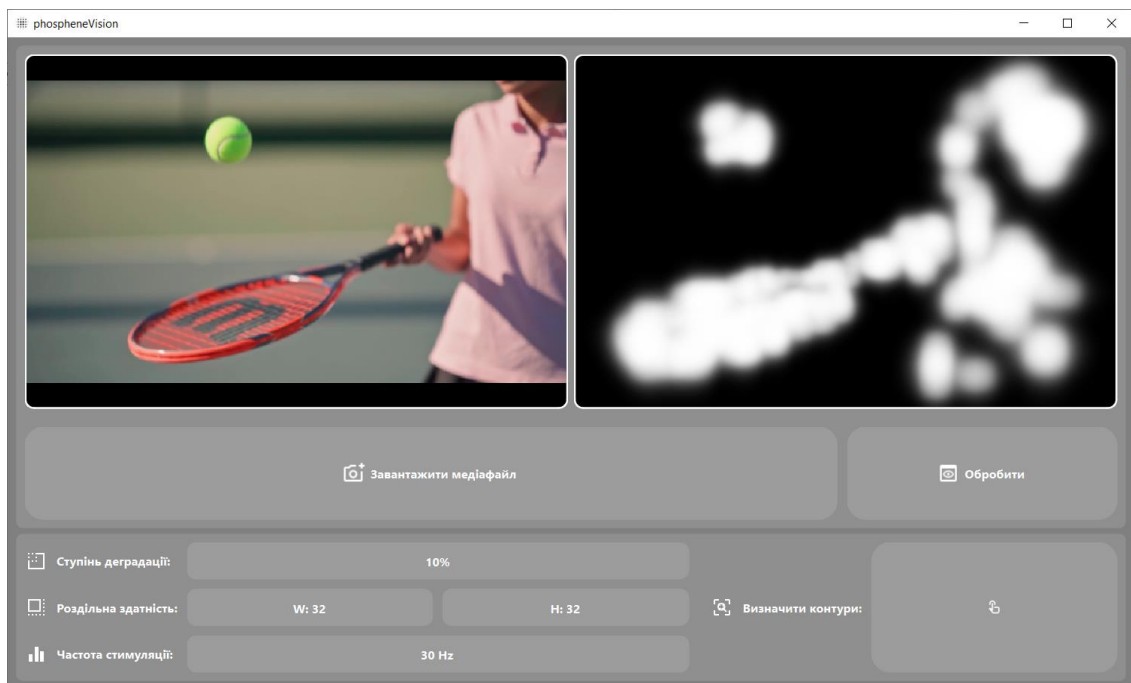 phospheneVision
Завантажити медіафайл
Обробити
Ступінь деградації:
10%
Роздільна здатність:
W: 32
H: 32
Визначити контури:
Частота стимуляції:
30 Hz